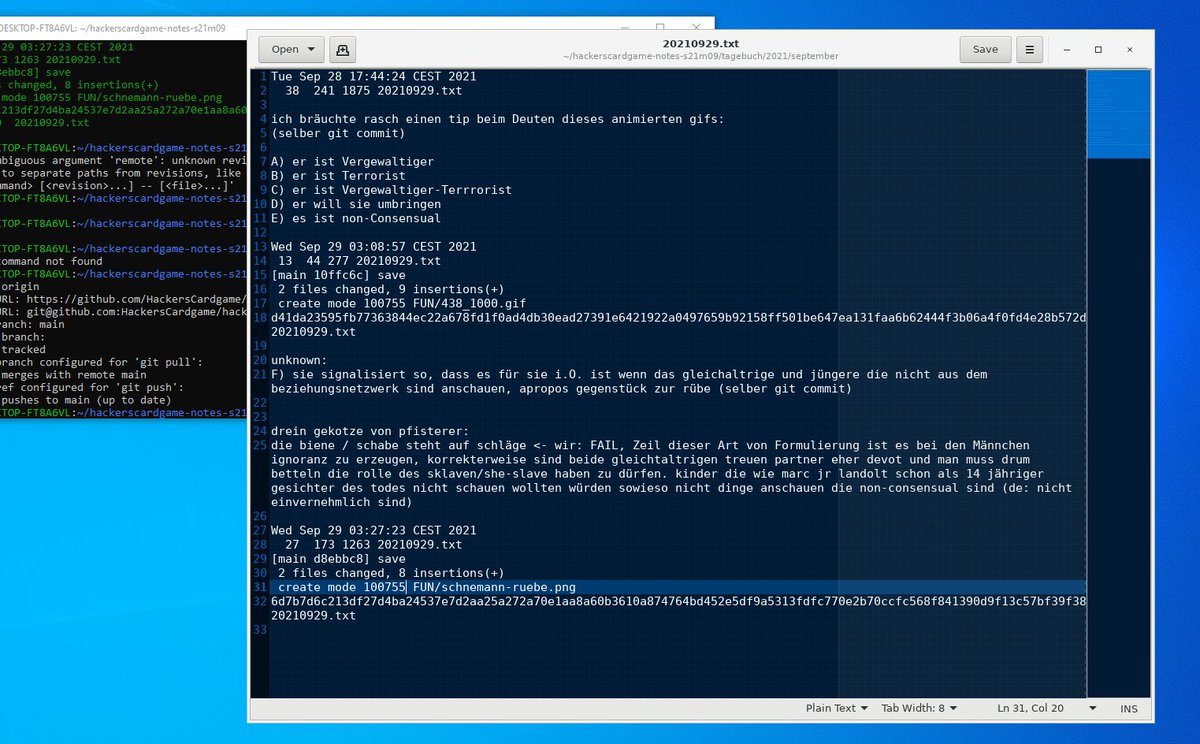 DESKTOP-FT8A6VL: ~/hackerscardgame-notes-s21m09
29 03:27:23 CEST 2021
73 1263 20210929.txt
8ebbc8] save
s changed, 8 insertions(+)
mode 100755 FUN/schnemann-ruebe.png
c213df27d4ba24537e7d2aa25a272a70e1aa8a60
20210929.txt
KTOP-FT8A6VL:~/hackerscardgame-notes-s21
mbiguous argument 'remote': unknown revi
to separate paths from revisions, like
mmand> [<revision>...] -- [<file>...]'
KTOP-FT8A6VL:~/hackerscardgame-notes-s21
KTOP-FT8A6VL:~/hackerscardgame-notes-s21
KTOP-FT8A6VL:~/hackerscardgame-notes-s21
command not found
KTOP-FT8A6VL:~/hackerscardgame-notes-s21
origin
URL: https://github.com/HackersCardgame/
URL: git@github.com:HackersCardgame/hack
ranch: main
branch:
tracked
branch configured for 'git pull':
merges with remote main
ref configured for 'git push':
pushes to main (up to date)
KTOP-FT8A6VL:~/hackerscardgame-notes-s21
Open
20210929.txt
~/hackerscardgame-notes-s21m09/tagebuch/2021/september
Save
1 Tue Sep 28 17:44:24 CEST 2021
2   38  241 1875 20210929.txt
3
4 ich bräuchte rasch einen tip beim Deuten dieses animierten gifs:
5 (selber git commit)
6
7 A) er ist Vergewaltiger
8 B) er ist Terrorist
9 C) er ist Vergewaltiger-Terrrorist
10 D) er will sie umbringen
11 E) es ist non-Consensual
12
13 Wed Sep 29 03:08:57 CEST 2021
14  13  44 277 20210929.txt
15 [main 10ffc6c] save
16  2 files changed, 9 insertions(+)
17  create mode 100755 FUN/438_1000.gif
18 d41da23595fb77363844ec22a678fd1f0ad4db30ead27391e6421922a0497659b92158ff501be647ea131faa6b62444f3b06a4f0fd4e28b572d
20210929.txt
19
20 unknown:
21 F) sie signalisiert so, dass es für sie i.O. ist wenn das gleichaltrige und jüngere die nicht aus dem
beziehungsnetzwerk sind anschauen, apropos gegenstück zur rübe (selber git commit)
22
23
24 drein gekotze von pfisterer:
25 die biene / schabe steht auf schläge <- wir: FAIL, Zeil dieser Art von Formulierung ist es bei den Männchen
ignoranz zu erzeugen, korrekterweise sind beide gleichtaltrigen treuen partner eher devot und man muss drum
betteln die rolle des sklaven/she-slave haben zu dürfen. kinder die wie marc jr landolt schon als 14 jähriger
gesichter des todes nicht schauen wollten würden sowieso nicht dinge anschauen die non-consensual sind (de: nicht
einvernehmlich sind)
26
27 Wed Sep 29 03:27:23 CEST 2021
28   27  173 1263 20210929.txt
29 [main d8ebbc8] save
30  2 files changed, 8 insertions(+)
31  create mode 100755 FUN/schnemann-ruebe.png
32 6d7b7d6c213df27d4ba24537e7d2aa25a272a70e1aa8a60b3610a874764bd452e5df9a5313fdfc770e2b70ccfc568f841390d9f13c57bf39f38
20210929.txt
33
Plain Text  Tab Width: 8  Ln 31, Col 20  INS